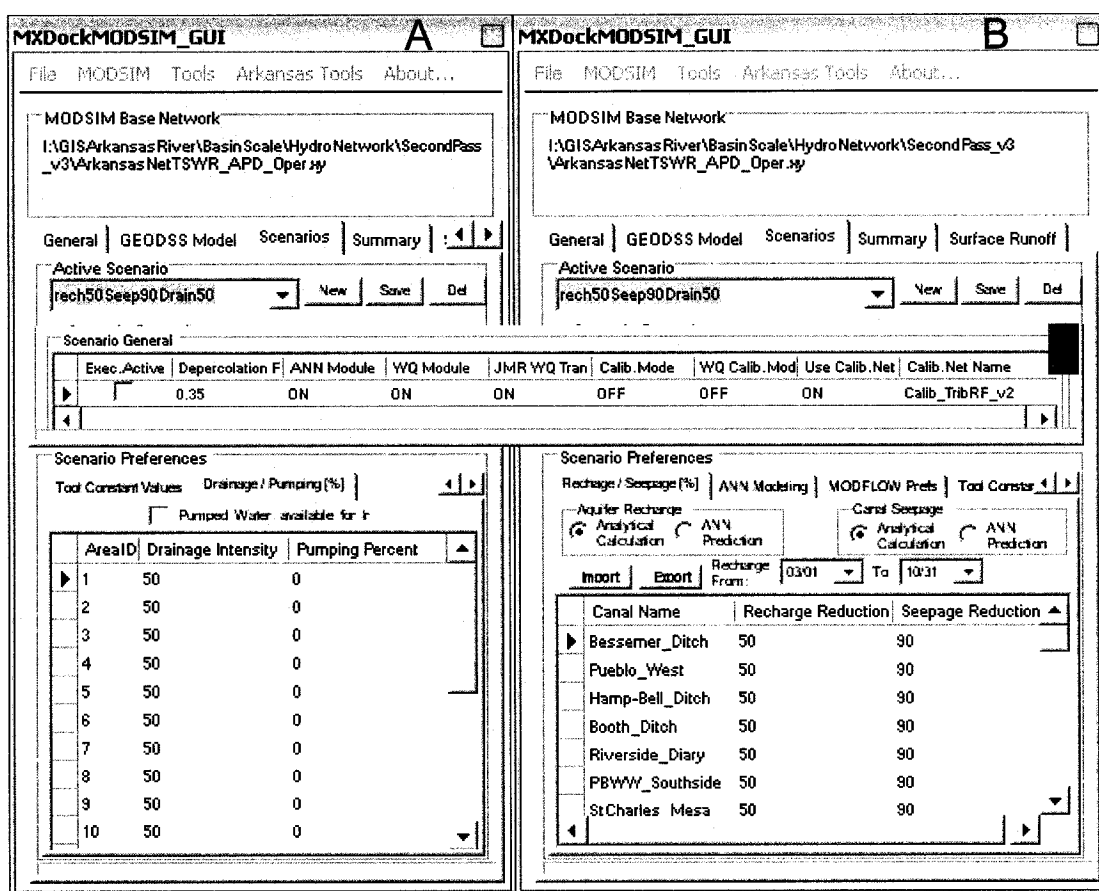 MXDockMODSIM_GUI A
File MODSIM Tools Arkansas Tools About...
MODSIM Base Network
I:\GISArkansasRiver\BasinScale\HydroNetwork\SecondPass
_v3\ArkansasNetTSWR_APD_Oper.xy
General GEODSS Model Scenarios Summary
Active Scenario
rech50Seep90Drain50 New Save Del
MXDockMODSIM_GUI B
File MODSIM Tools Arkansas Tools About...
MODSIM Base Network
I:\GISArkansasRiver\BasinScale\HydroNetwork\SecondPass_v3
\ArkansasNetTSWR_APD_Oper.xy
General GEODSS Model Scenarios Summary Surface Runoff
Active Scenario
rech50Seep90Drain50 New Save Del
Scenario General
Exec.Active Depercolation F ANN Module WQ Module JMR WQ Tran Calib.Mode WQ Calib.Mod Use Calib.Net Calib.Net Name
0.35 ON ON ON OFF OFF ON Calib_TribRF_v2
Scenario Preferences
Tool Constant Values Drainage / Pumping (%)
Pumped Water available for Ir
AreaID Drainage Intensity Pumping Percent
1 50 0
2 50 0
3 50 0
4 50 0
5 50 0
6 50 0
7 50 0
8 50 0
9 50 0
10 50 0
Scenario Preferences
Recharge / Seepage (%) ANN Modeling MODFLOW Prefs Tool Constar
Aquifer Recharge Canal Seepage
Analytical Calculation ANN Prediction Analytical Calculation ANN Prediction
Import Export Recharge From: 03/01 To 10/31
Canal Name Recharge Reduction Seepage Reduction
Bessemer_Ditch 50 90
Pueblo_West 50 90
Hamp-Bell_Ditch 50 90
Booth_Ditch 50 90
Riverside_Diary 50 90
PBWW_Southside 50 90
StCharles_Mesa 50 90